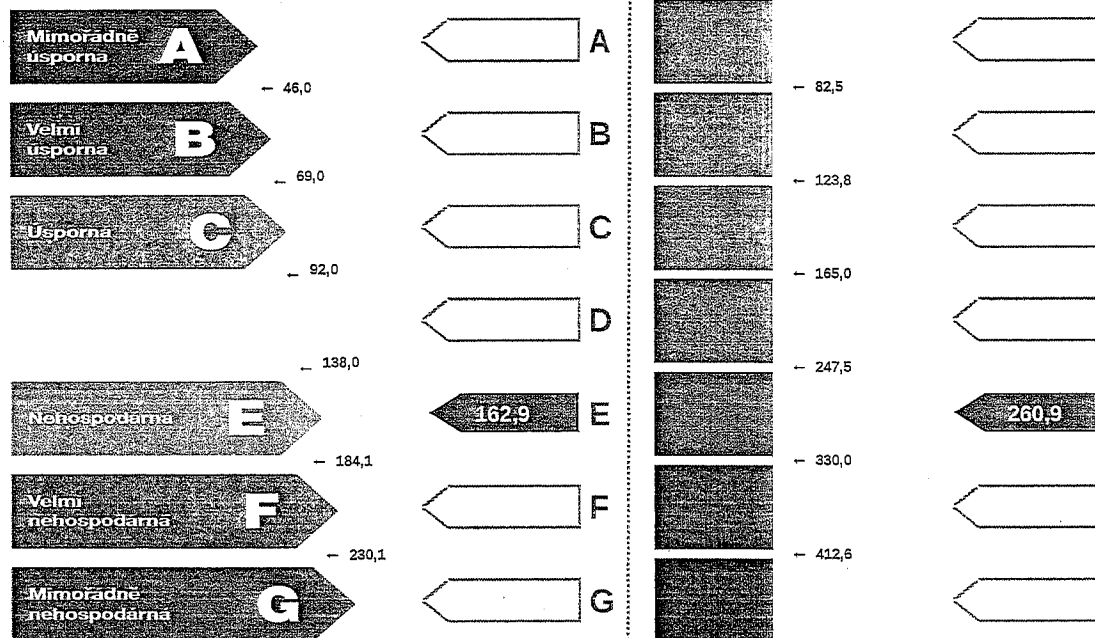 Mimořádně
úsporná
A
A
← 46,0
← 82,5
Velmi
úsporná
B
B
← 69,0
← 123,8
Úsporná
C
C
← 92,0
← 165,0
D
← 138,0
← 247,5
Nehospodárná
E
162,9
E
260,9
← 184,1
← 330,0
Velmi
nehospodárná
F
F
← 230,1
← 412,6
Mimořádně
nehospodárná
G
G